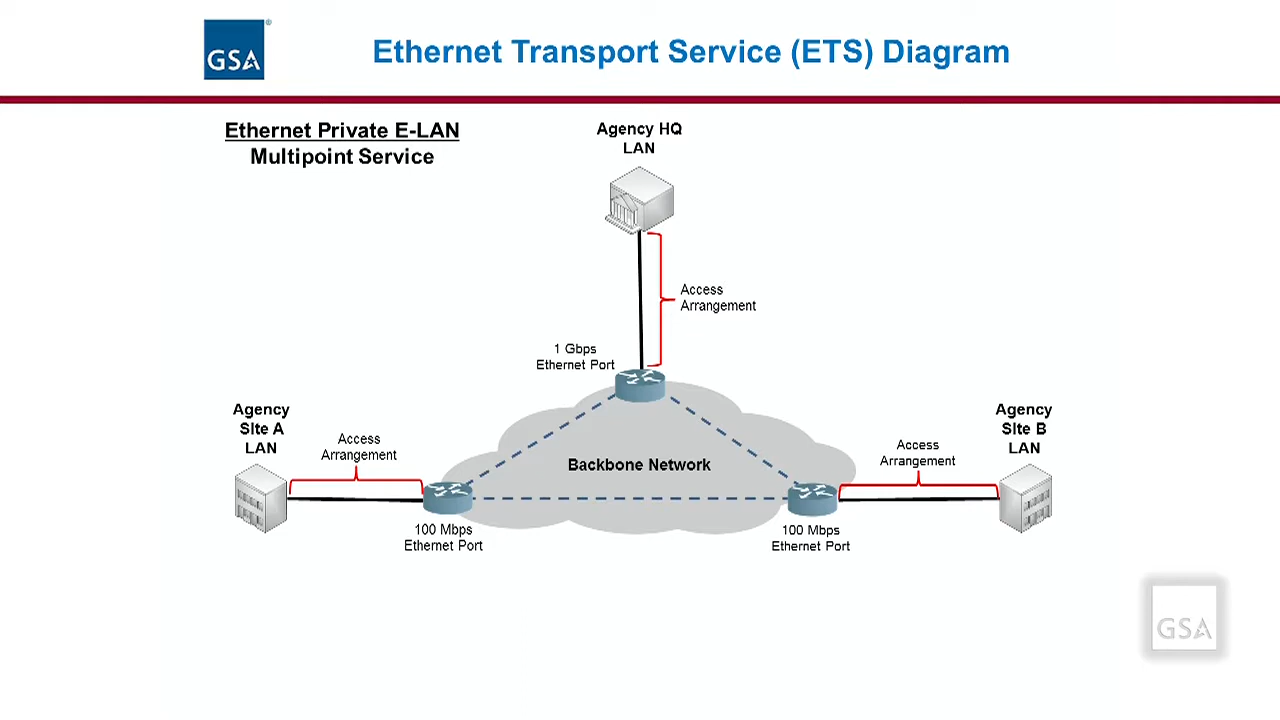 GSA
Ethernet Transport Service (ETS) Diagram
Ethernet Private E-LAN
Multipoint Service
Agency HQ
LAN
Access
Arrangement
1 Gbps
Ethernet Port
Agency
Site A
LAN
Access
Arrangement
Backbone Network
Access
Arrangement
Agency
Site B
LAN
100 Mbps
Ethernet Port
100 Mbps
Ethernet Port
GSA